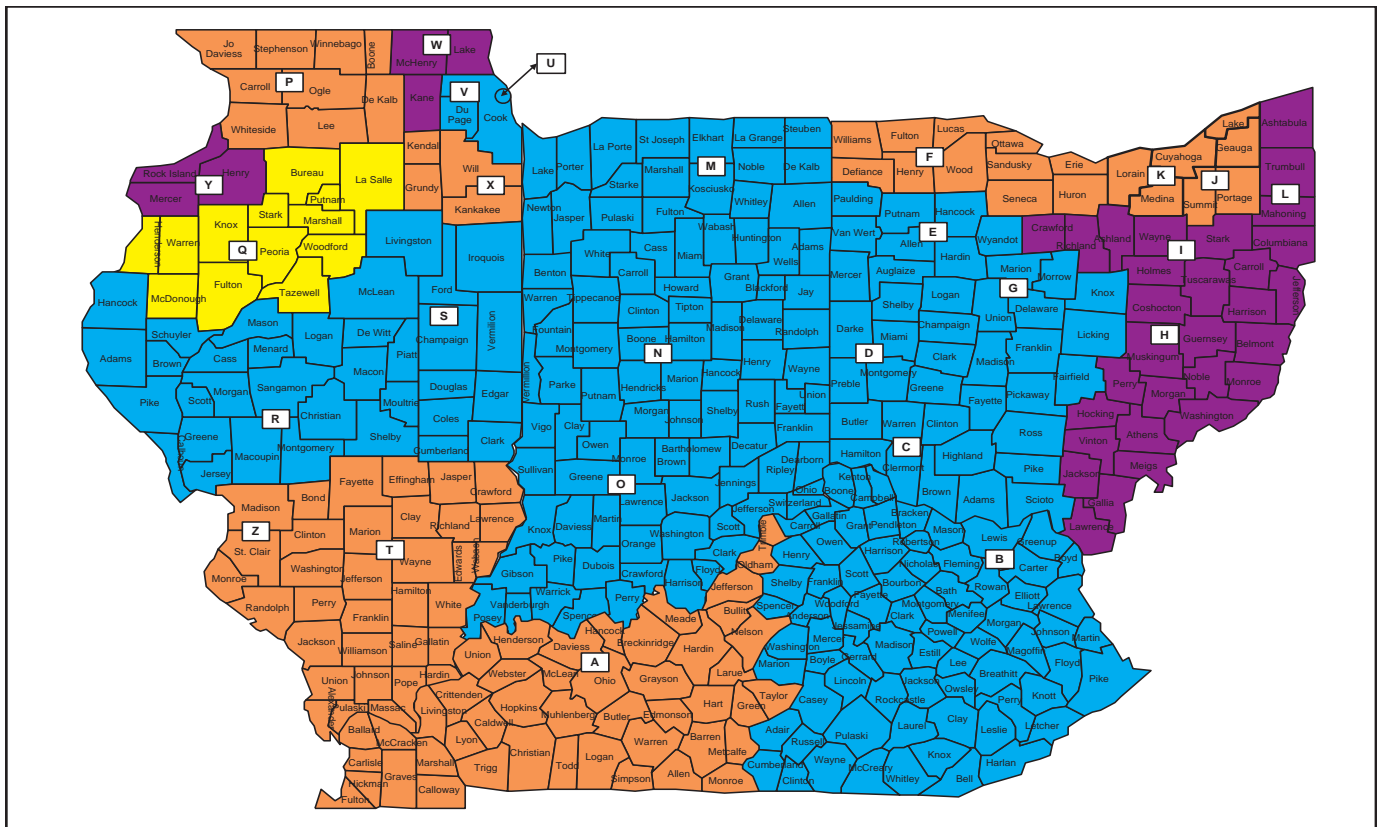 Jo
Daviess
Stephenson
Winnebago
Boone
McHenry
W
Lake
U
Carroll
P
Ogle
De Kalb
Kane
V
Du
Page
Cook
Whiteside
Lee
Kendal
Will
Grundy
X
Kankakee
Rock Island
Henry
Y
Mercer
Bureau
La Salle
Putnam
Stark
Marshall
Knox
Henderson
Warren
Q
Peoria
Woodford
Fulton
McDonough
Tazewell
Livingston
Iroquois
Hancock
McLean
Ford
S
Vermillion
Schuyler
Mason
Logan
De Witt
Champaign
Adams
Brown
Cass
Menard
Piatt
Macon
Pike
Scott
Morgan
Sangamon
Christian
Moultrie
Douglas
Edgar
Coles
R
Greene
Macoupin
Montgomery
Shelby
Cumberland
Clark
Jersey
Fayette
Effingham
Jasper
Crawford
Madison
Bond
Clay
Richland
Lawrence
Z
Clinton
Marion
St. Clair
T
Wayne
Edwards
Washington
Jefferson
Monroe
Hamilton
White
Randolph
Perry
Franklin
Jackson
Williamson
Saline
Gallatin
Union
Johnson
Pope
Hardin
Alexander
Pulaski
Massac
Lake
Porter
La Porte
St Joseph
Elkhart
La Grange
Steuben
M
Marshall
Noble
De Kalb
Starke
Kosciusko
Newton
Jasper
Pulaski
Fulton
Whitley
Allen
Wabash
Huntington
Adams
Wells
White
Cass
Miami
Benton
Carroll
Grant
Blackford
Jay
Howard
Warren
Tippecanoe
Clinton
Tipton
Delaware
Madison
Randolph
Fountain
Boone
Hamilton
Montgomery
N
Henry
Wayne
Vermillion
Parke
Putnam
Hendricks
Marion
Hancock
Rush
Fayett
Union
Shelby
Morgan
Johnson
Franklin
Vigo
Clay
Owen
Monroe
Brown
Bartholomew
Decatur
Dearborn
Ripley
Sullivan
Greene
O
Lawrence
Jackson
Jennings
Ohio
Switzerland
Jefferson
Knox
Daviess
Martin
Orange
Washington
Scott
Clark
Gibson
Pike
Dubois
Crawford
Harrison
Floyd
Posey
Vanderburgh
Warrick
Spenc
Perry
Williams
Fulton
Lucas
Ottawa
Defiance
Henry
F
Wood
Sandusky
Erie
Seneca
Huron
Lorain
Cuyahoga
Lake
Geauga
Ashtabula
K
J
Medina
Summit
Portage
Trumbull
L
Mahoning
Columbiana
Paulding
Putnam
Hancock
Van Wert
E
Allen
Wyandot
Crawford
Richland
Ashland
Wayne
Stark
I
Hardin
Mercer
Auglaize
Marion
Morrow
Holmes
Tuscarawas
Carroll
Jefferson
Knox
G
Shelby
Logan
Union
Delaware
Coshocton
Harrison
Darke
Miami
Champaign
Licking
H
Guernsey
Belmont
D
Clark
Madison
Franklin
Muskingum
Preble
Montgomery
Greene
Fairfield
Perry
Noble
Monroe
Morgan
Fayette
Pickaway
Hocking
Washington
Butler
Warren
Clinton
Ross
Athens
Vinton
C
Hamilton
Clermont
Highland
Pike
Jackson
Meigs
Brown
Adams
Scioto
Gallia
Lawrence
Kenton
Boone
Campbell
Trimble
Carroll
Gallatin
Grant
Pendleton
Bracken
Robertson
Mason
Lewis
Greenup
Boyd
Owen
Harrison
Nicholas
Fleming
B
Carter
Henry
Oldham
Jefferson
Shelby
Franklin
Scott
Bourbon
Bath
Rowan
Elliott
Lawrence
Fayette
Montgomery
Menifee
Morgan
Spencer
Anderson
Woodford
Clark
Johnson
Martin
Bullitt
Nelson
Jessamine
Powell
Wolfe
Magoffin
Meade
Washington
Mercer
Madison
Estill
Lee
Floyd
Pike
Marion
Boyle
Gerrard
Breathitt
Hancock
Breckinridge
Hardin
Larue
Henderson
Daviess
A
Union
Webster
McLean
Ohio
Grayson
Lincoln
Jackson
Owsley
Knott
Perry
Crittenden
Hopkins
Muhlenberg
Butler
Edmonson
Hart
Green
Taylor
Casey
Rockcastle
Letcher
Livingston
Caldwell
Warren
Barren
Adair
Pulaski
Laurel
Clay
Leslie
Ballard
McCracken
Lyon
Metcalfe
Russell
Carlisle
Marshall
Trigg
Christian
Todd
Logan
Simpson
Allen
Monroe
Cumberland
Wayne
McCreary
Knox
Harlan
Hickman
Graves
Calloway
Clinton
Whitley
Bell
Fulton